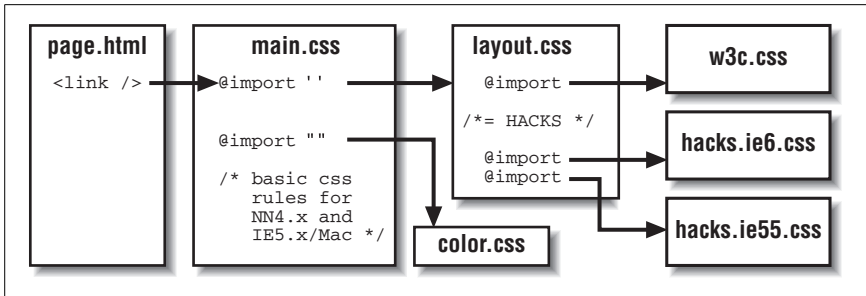 page.html
<link />
main.css
@import ''
@import ""
/* basic css
rules for
NN4.x and
IE5.x/Mac */
layout.css
@import
/*= HACKS */
@import
@import
w3c.css
hacks.ie6.css
hacks.ie55.css
color.css